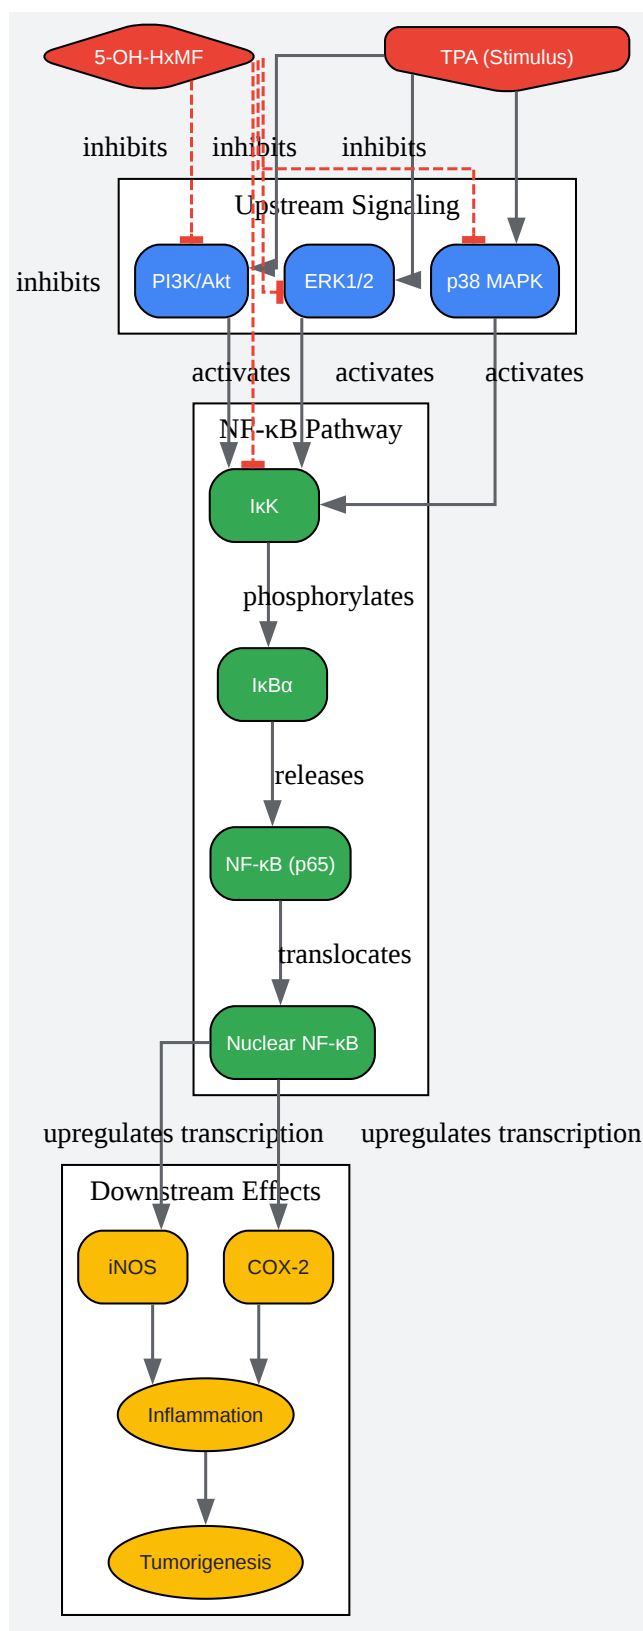 5-OH-HxMF
TPA (Stimulus)
inhibits
inhibits
inhibits
Upstream Signaling
inhibits
PI3K/Akt
ERK1/2
p38 MAPK
activates
activates
activates
NF-κB Pathway
IκK
phosphorylates
IκBα
releases
NF-κB (p65)
translocates
Nuclear NF-κB
upregulates transcription
upregulates transcription
Downstream Effects
iNOS
COX-2
Inflammation
Tumorigenesis